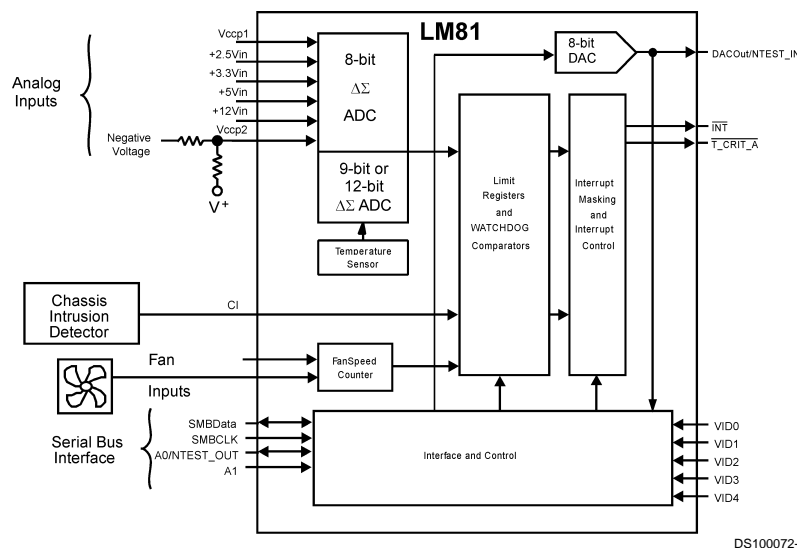 LM81
Vccp1
+2.5Vin
+3.3Vin
+5Vin
+12Vin
Vccp2
Analog
Inputs
Negative
Voltage
V+
8-bit
ΔΣ
ADC
9-bit or
12-bit
ΔΣ ADC
Temperature
Sensor
8-bit
DAC
DACOut/NTEST_IN
INT
T_CRIT_A
Limit
Registers
and
WATCHDOG
Comparators
Interrupt
Masking
and
Interrupt
Control
Chassis
Intrusion
Detector
CI
Fan
Inputs
FanSpeed
Counter
Serial Bus
Interface
SMBData
SMBCLK
A0/NTEST_OUT
A1
Interface and Control
VID0
VID1
VID2
VID3
VID4
DS100072-